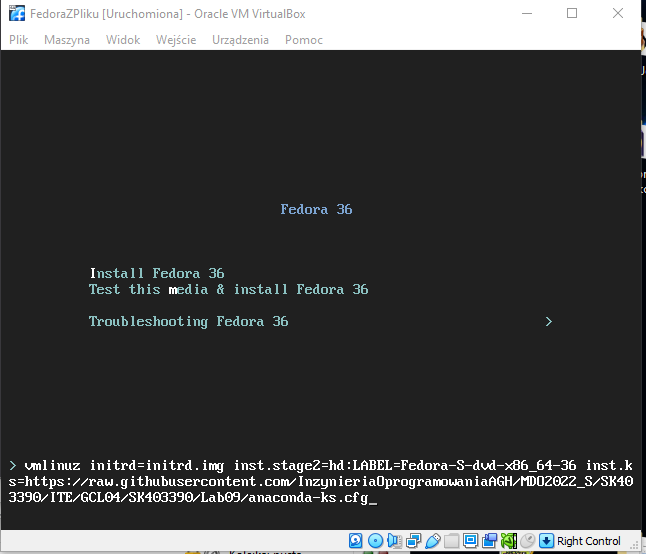 FedoraZPliku [Uruchomiona] - Oracle VM VirtualBox
Plik Maszyna Widok Wejście Urządzenia Pomoc
Fedora 36
Install Fedora 36
Test this media & install Fedora 36
Troubleshooting Fedora 36 >
> vmlinuz initrd=initrd.img inst.stage2=hd:LABEL=Fedora-S-dvd-x86_64-36 inst.k
s=https://raw.githubusercontent.com/InzynieriaOprogramowaniaAGH/MDO2022_S/SK40
3390/ITE/GCL04/SK403390/Lab09/anaconda-ks.cfg_
Right Control